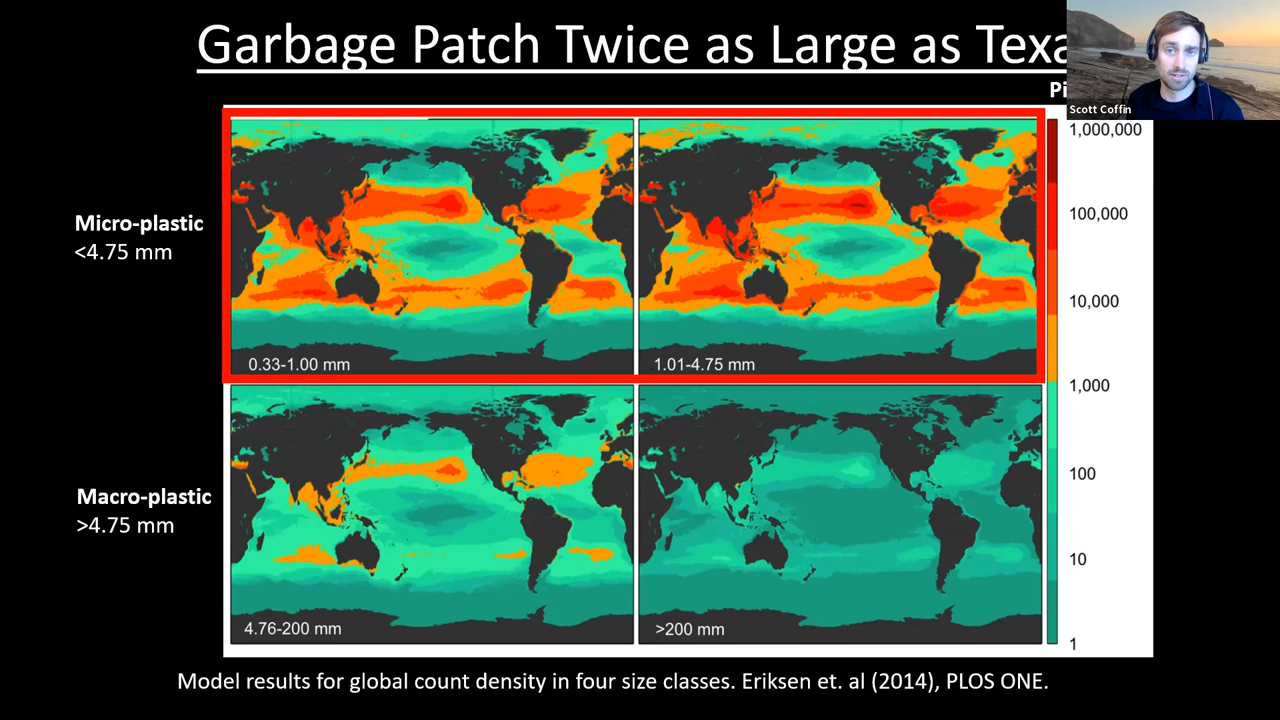 Garbage Patch Twice as Large as
Scott Coffin
1,000,000
100,000
10,000
1,000
100
10
1
Micro-plastic
<4.75 mm
0.33-1.00 mm
1.01-4.75 mm
Macro-plastic
>4.75 mm
4.76-200 mm
>200 mm
Model results for global count density in four size classes. Eriksen et. al (2014), PLOS ONE.